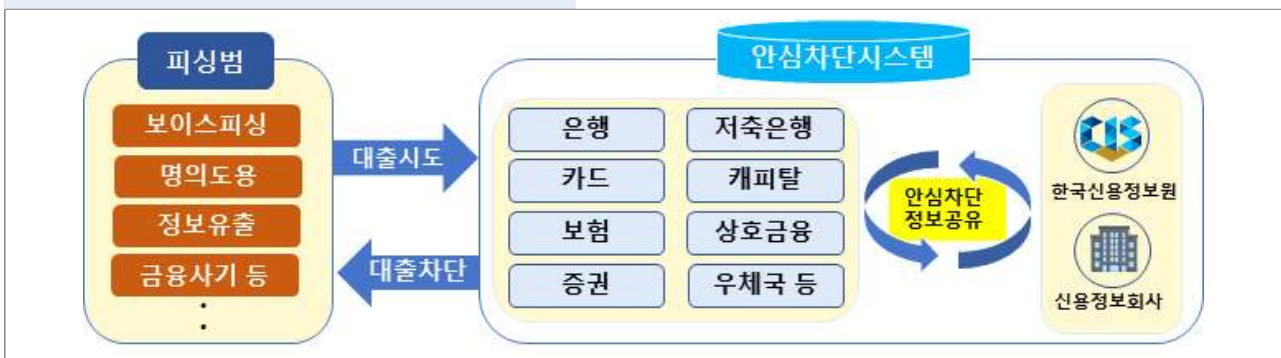 피싱범
보이스피싱
명의도용
정보유출
금융사기 등
대출시도
대출차단
안심차단시스템
은행
저축은행
카드
캐피탈
보험
상호금융
증권
우체국 등
안심차단
정보공유
CIS
한국신용정보원
신용정보회사